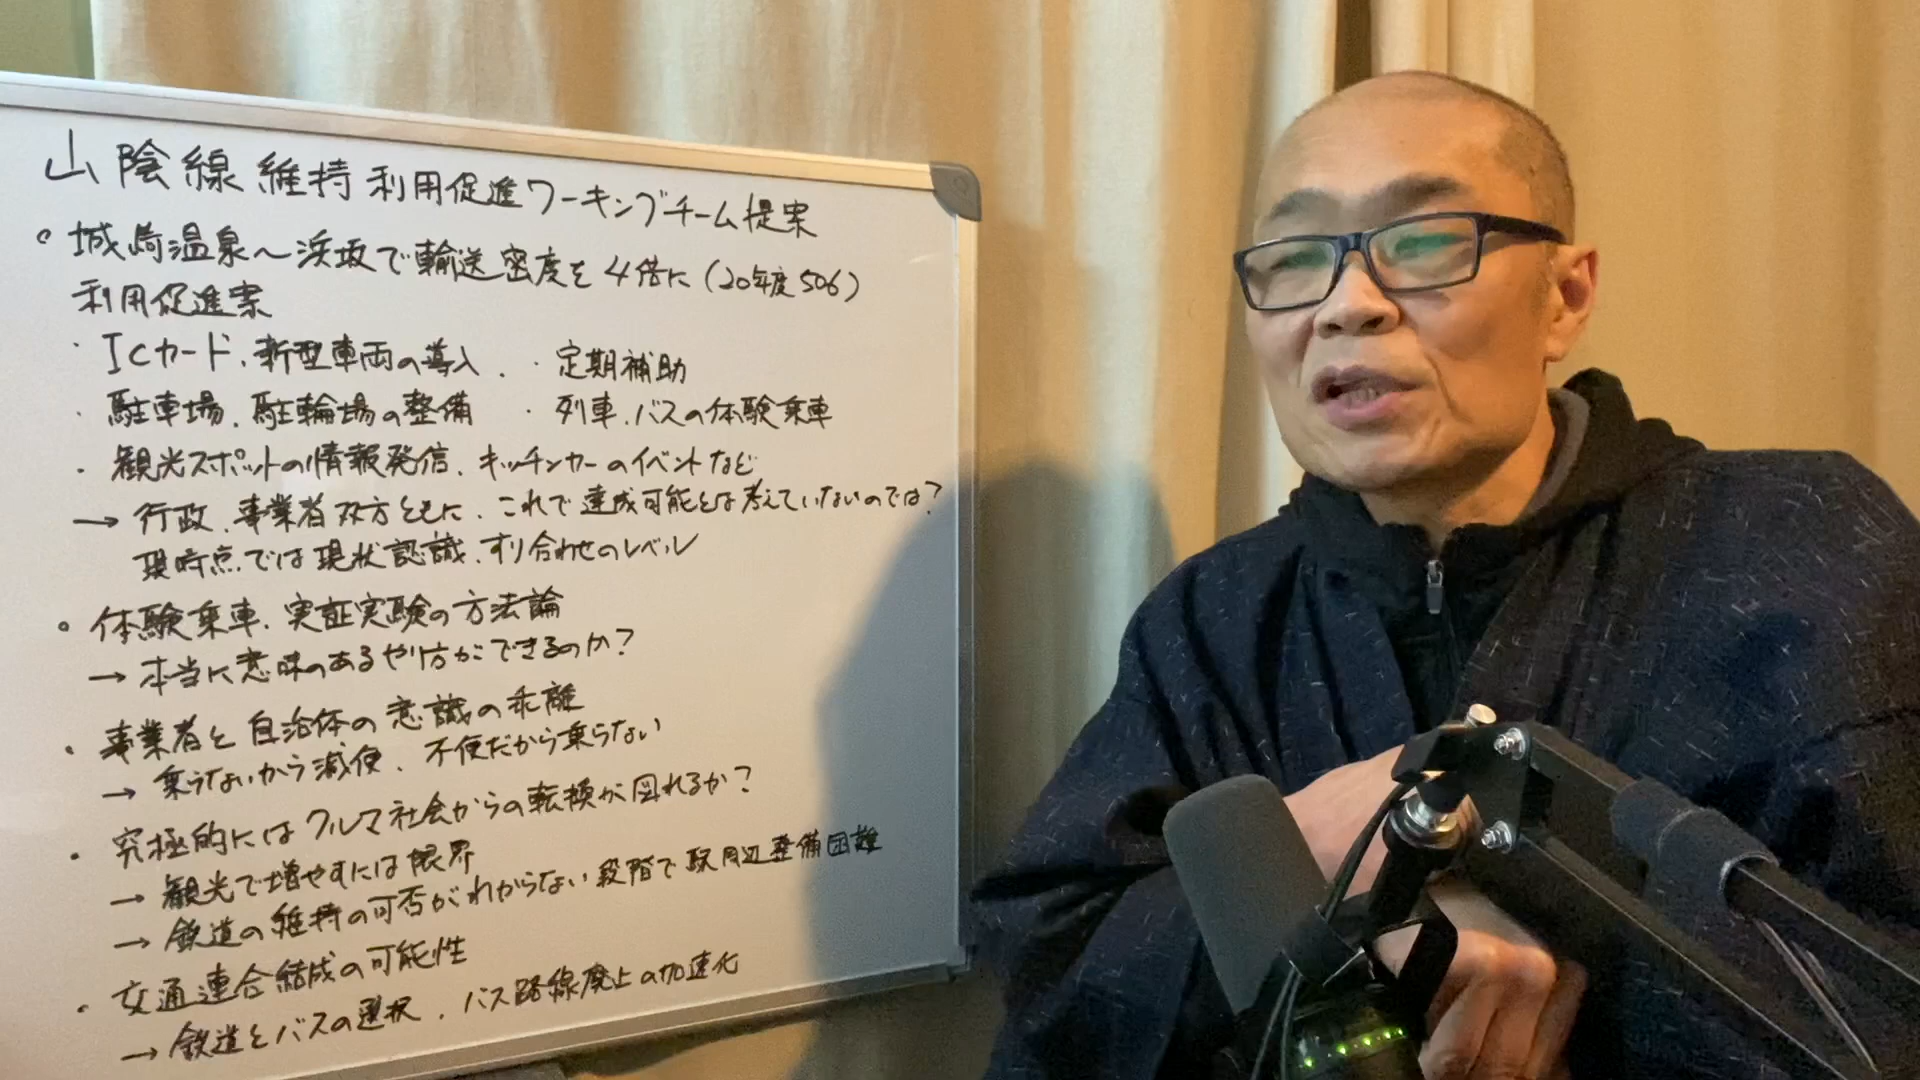 山陰線維持利用促進ワーキングチーム提案
・城崎温泉～浜坂で輸送密度を4倍に(20年度506)
利用促進案
・ICカード、新型車両の導入、・定期補助
・駐車場、駐輪場の整備 ・列車、バスの体験乗車
・観光スポットの情報発信、キッチンカーのイベントなど
→行政、事業者双方ともに、これで達成可能とは考えていないのでは?
現時点では現状認識、すり合わせのレベル
・体験乗車、実証実験の方法論
→本当に意味のあるやり方ができるのか?
・事業者と自治体の意識の乖離
→乗らないから減便、不便だから乗らない
・究極的にはクルマ社会からの転換が図れるか?
→観光で増やすには限界
→鉄道の維持の可否がわからない段階で駅周辺整備困難
・交通連合結成の可能性
→鉄道とバスの選択、バス路線廃止の加速化